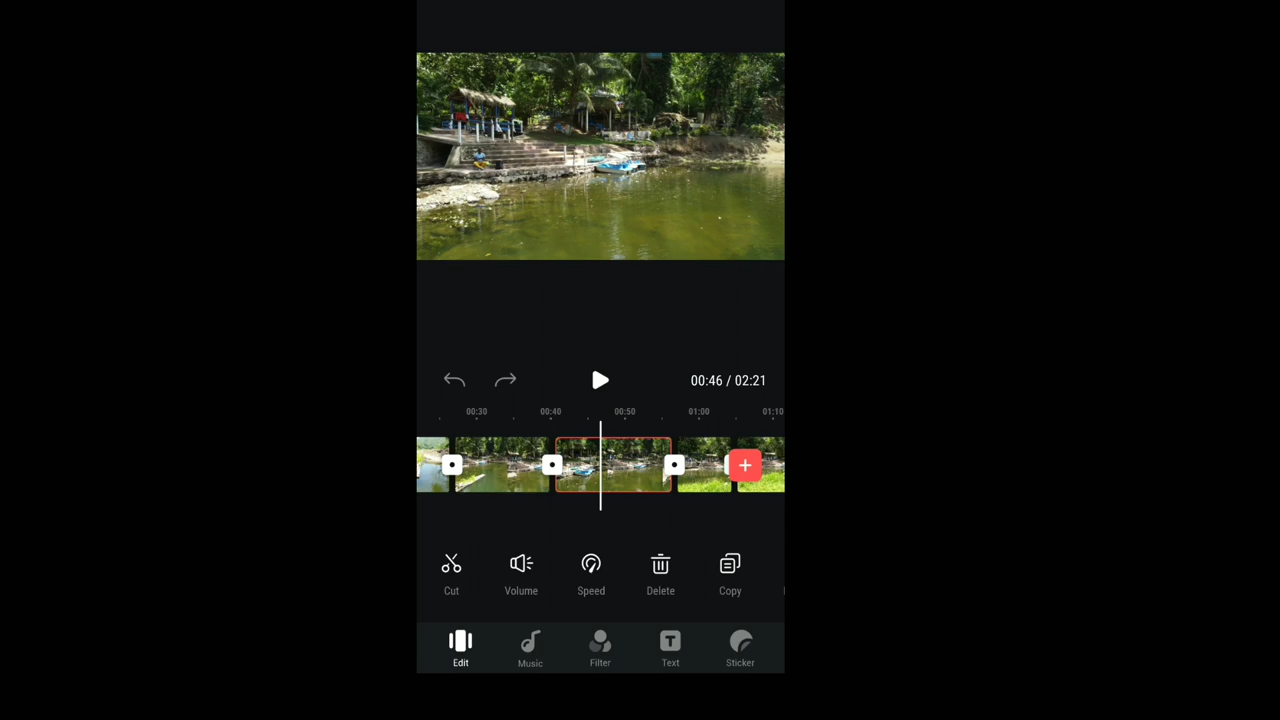 00:46 / 02:21
00:30 00:40 00:50 01:00 01:10
Cut Volume Speed Delete Copy
Edit Music Filter Text Sticker